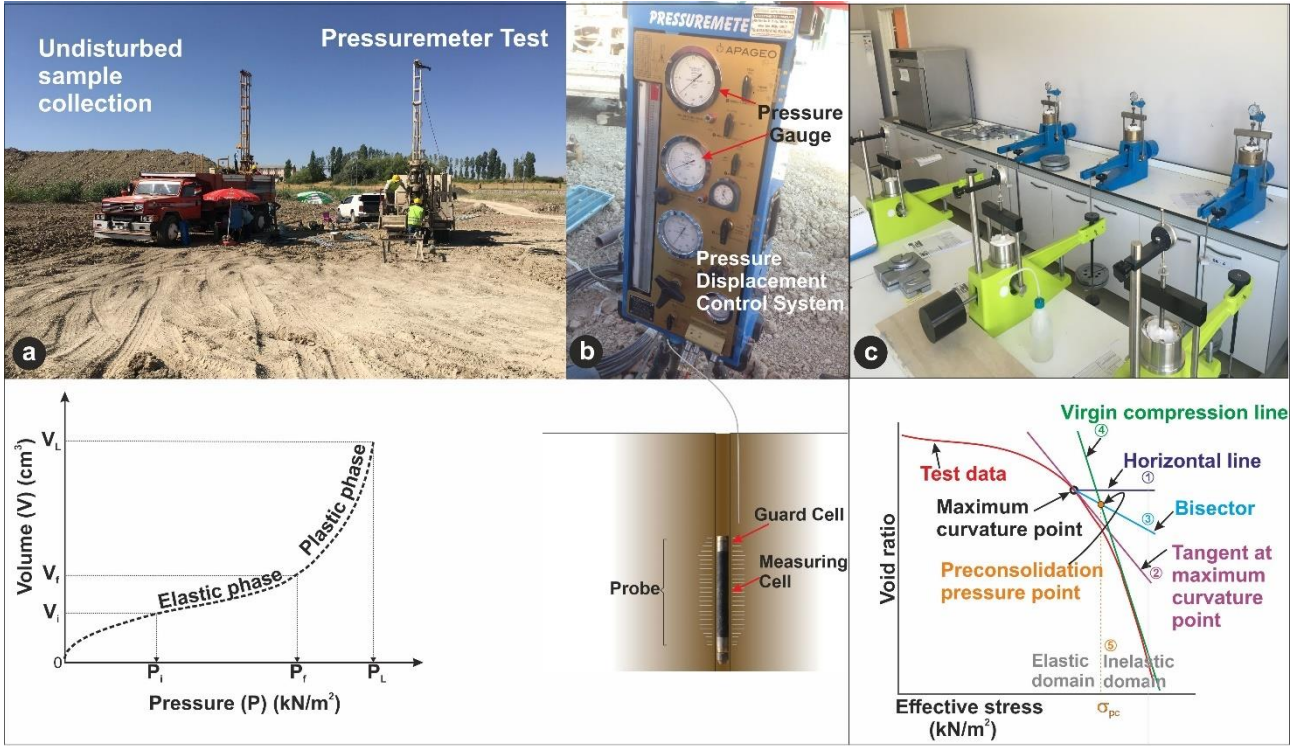 Undisturbed
sample
collection
Pressuremeter Test
a
PRESSUREMETE
APAGEO
Pressure
Gauge
Pressure
Displacement
Control System
b
c
Volume (V) (cm³)
V_L
V_f
V_i
0
Elastic phase
Plastic phase
P_i
P_f
P_L
Pressure (P) (kN/m²)
Guard Cell
Measuring
Cell
Probe
Virgin compression line
④
Test data
Horizontal line
①
Maximum
curvature point
③
Bisector
②
Tangent at
maximum
curvature
point
Preconsolidation
pressure point
Void ratio
⑤
Elastic
domain
Inelastic
domain
Effective stress
(kN/m²)
σ_pc